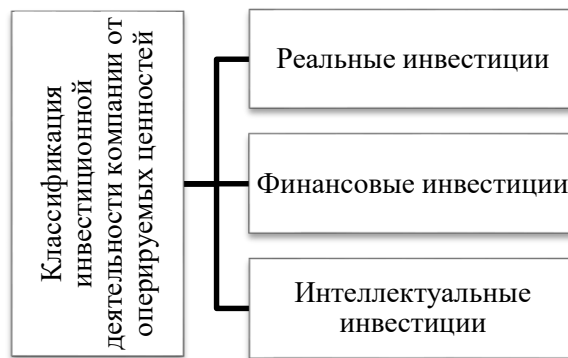 Классификация
инвестиционной
деятельности компании от
оперируемых ценностей
Реальные инвестиции
Финансовые инвестиции
Интеллектуальные
инвестиции